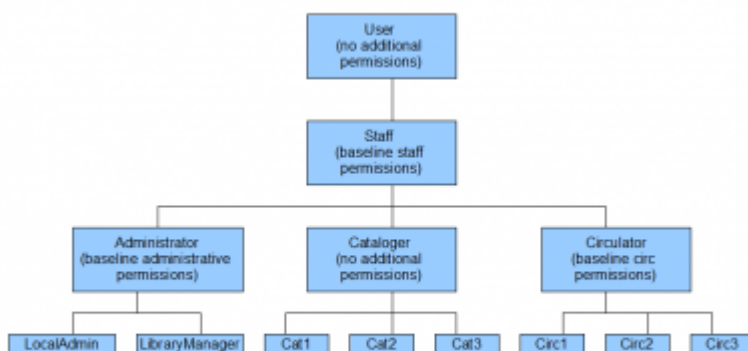 User
(no additional
permissions)
Staff
(baseline staff
permissions)
Administrator
(baseline administrative
permissions)
Cataloger
(no additional
permissions)
Circulator
(baseline circ
permissions)
LocalAdmin
LibraryManager
Cat1
Cat2
Cat3
Circ1
Circ2
Circ3